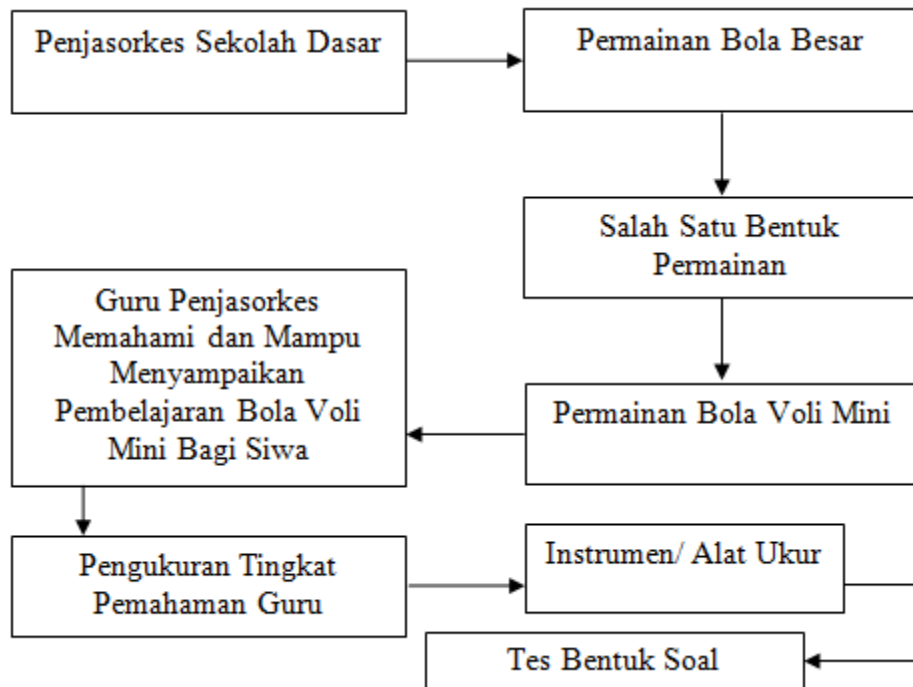 Penjasorkes Sekolah Dasar
Permainan Bola Besar
Salah Satu Bentuk
Permainan
Permainan Bola Voli Mini
Guru Penjasorkes
Memahami dan Mampu
Menyampaikan
Pembelajaran Bola Voli
Mini Bagi Siwa
Pengukuran Tingkat
Pemahaman Guru
Instrumen/ Alat Ukur
Tes Bentuk Soal